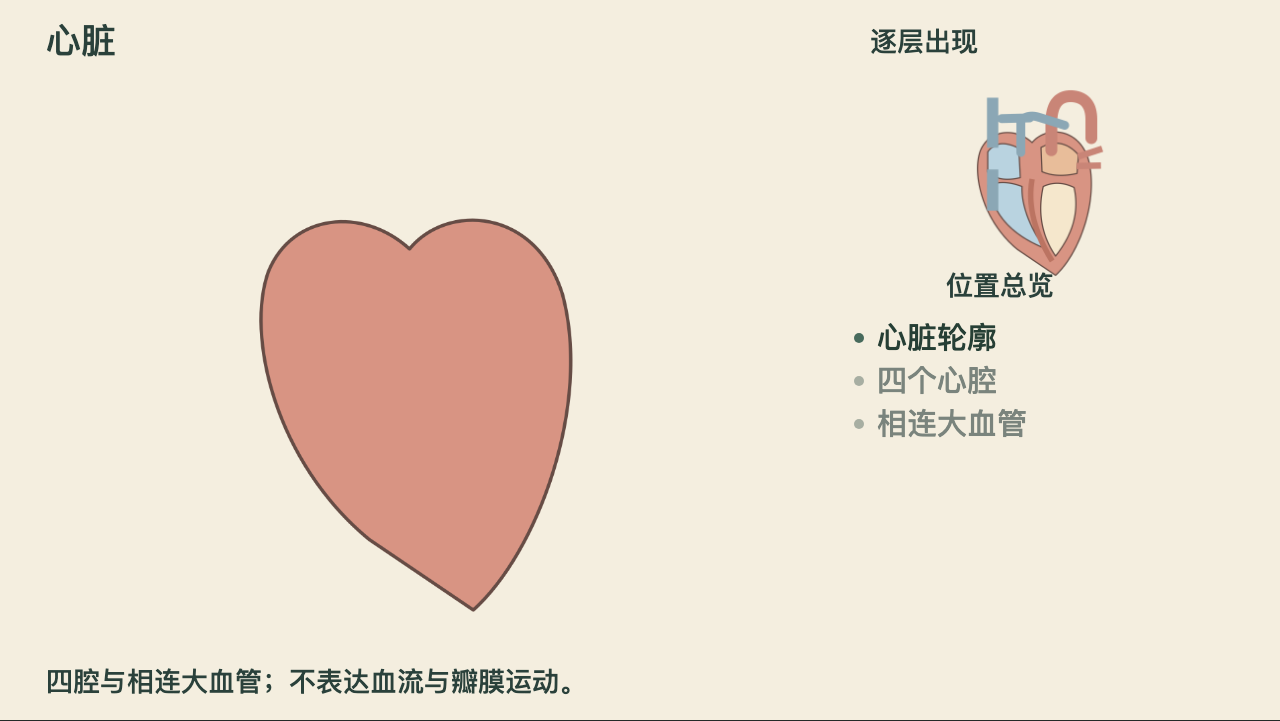 心脏
逐层出现
位置总览
心脏轮廓
四个心腔
相连大血管
四腔与相连大血管；不表达血流与瓣膜运动。